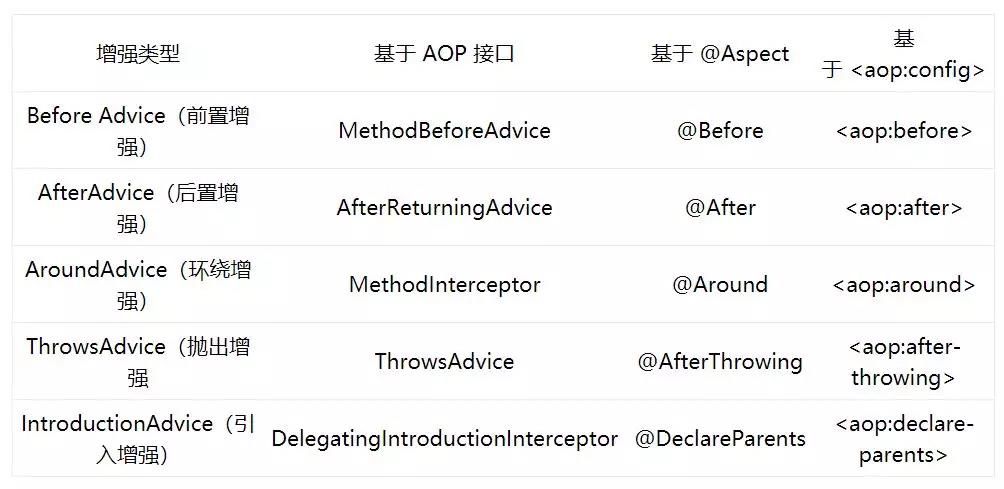 增强类型
基于 AOP 接口
基于 @Aspect
基
于 <aop:config>
Before Advice（前置增
强）
MethodBeforeAdvice
@Before
<aop:before>
AfterAdvice（后置增
强）
AfterReturningAdvice
@After
<aop:after>
AroundAdvice（环绕增
强）
MethodInterceptor
@Around
<aop:around>
ThrowsAdvice（抛出增
强
ThrowsAdvice
@AfterThrowing
<aop:after-
throwing>
IntroductionAdvice（引
入增强）
DelegatingIntroductionInterceptor
@DeclareParents
<aop:declare-
parents>